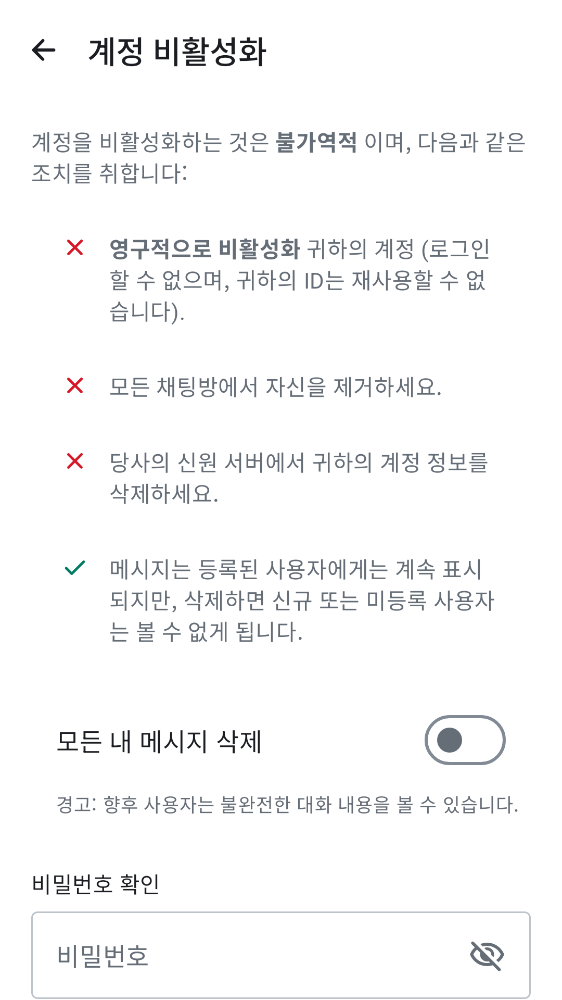 계정 비활성화
계정을 비활성화하는 것은 불가역적 이며, 다음과 같은
조치를 취합니다:
영구적으로 비활성화 귀하의 계정 (로그인
할 수 없으며, 귀하의 ID는 재사용할 수 없
습니다).
모든 채팅방에서 자신을 제거하세요.
당사의 신원 서버에서 귀하의 계정 정보를
삭제하세요.
메시지는 등록된 사용자에게는 계속 표시
되지만, 삭제하면 신규 또는 미등록 사용자
는 볼 수 없게 됩니다.
모든 내 메시지 삭제
경고: 향후 사용자는 불완전한 대화 내용을 볼 수 있습니다.
비밀번호 확인
비밀번호